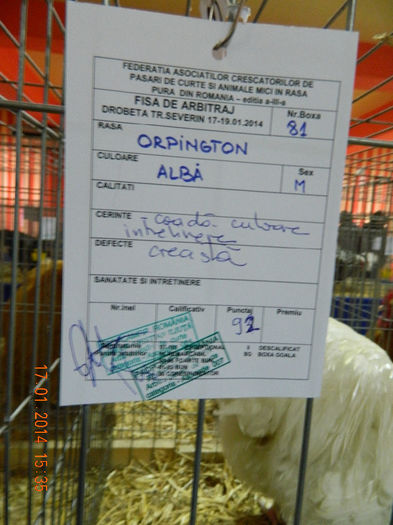 FEDERATIA ASOCIATIILOR CRESCATORILOR DE
PASARI DE CURTE SI ANIMALE MICI IN RASA
PURA DIN ROMANIA – editia a-III-a
FISA DE ARBITRAJ
DROBETA TR.SEVERIN 17-19.01.2014
Nr.Boxa
81
RASA
ORPINGTON
CULOARE
ALBĂ
Sex
M
CALITATI
CERINTE - coadă culoare
intretinere
DEFECTE
creastă
SANATATE SI INTRETINERE
Nr.inel Calificativ Punctaj Premiu
92
0 DESCALIFICAT
BG BOXA GOALA
17.01.2014 15:35